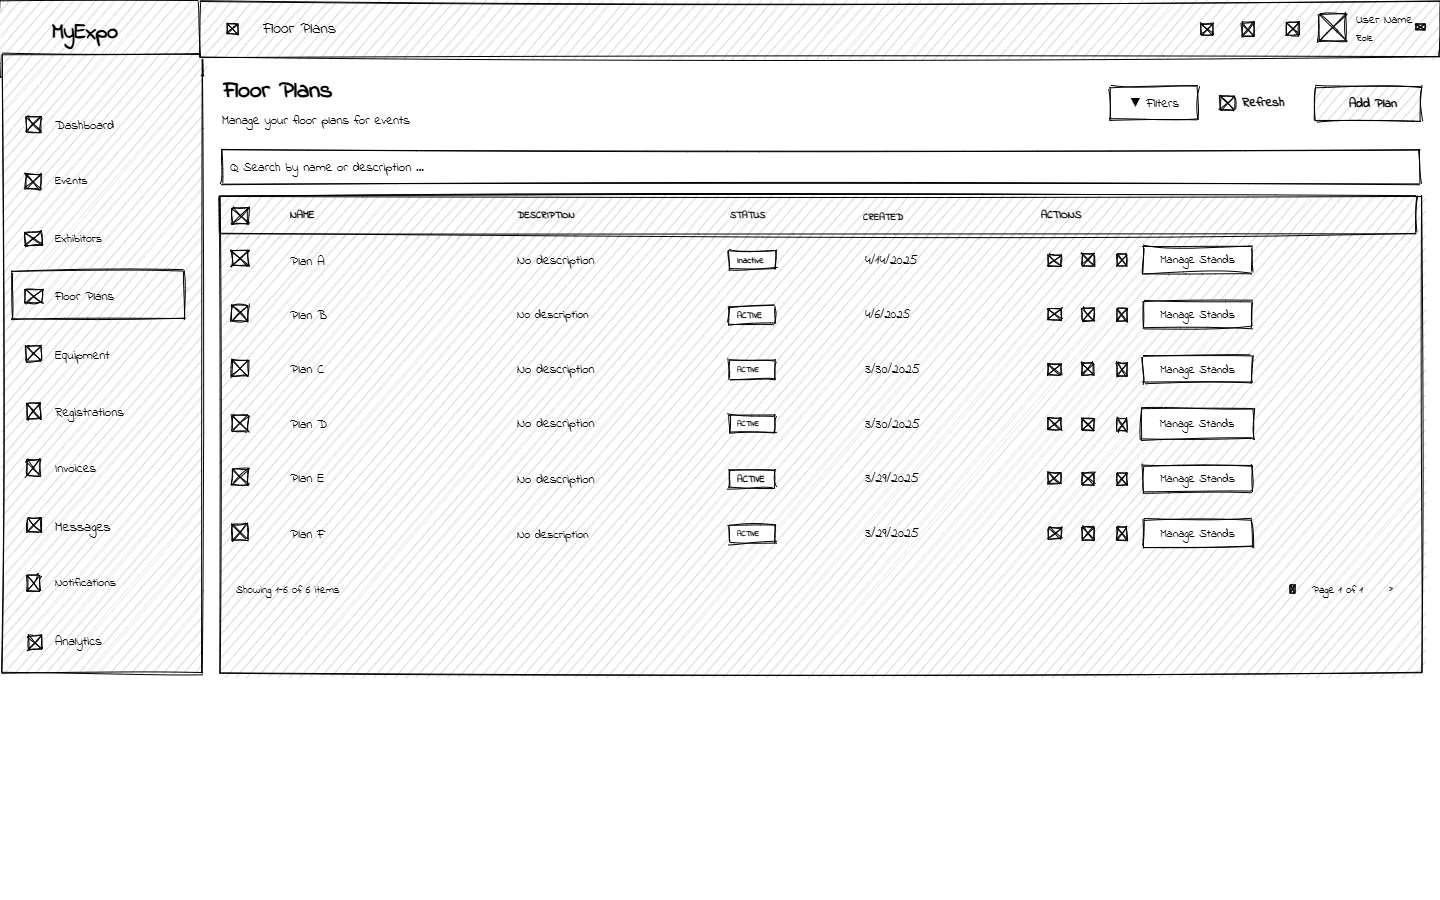 MyExpo
Floor Plans
User Name
Role
Dashboard
Events
Exhibitors
Floor Plans
Equipment
Registrations
Invoices
Messages
Notifications
Analytics
Floor Plans
Manage your floor plans for events
▼ Filters
Refresh
Add Plan
Q Search by name or description ...
NAME DESCRIPTION STATUS CREATED ACTIONS
Plan A No description Inactive 4/14/2025 Manage Stands
Plan B No description ACTIVE 4/6/2025 Manage Stands
Plan C No description ACTIVE 3/30/2025 Manage Stands
Plan D No description ACTIVE 3/30/2025 Manage Stands
Plan E No description ACTIVE 3/29/2025 Manage Stands
Plan F No description ACTIVE 3/29/2025 Manage Stands
Showing 1-6 of 6 items
Page 1 of 1 >